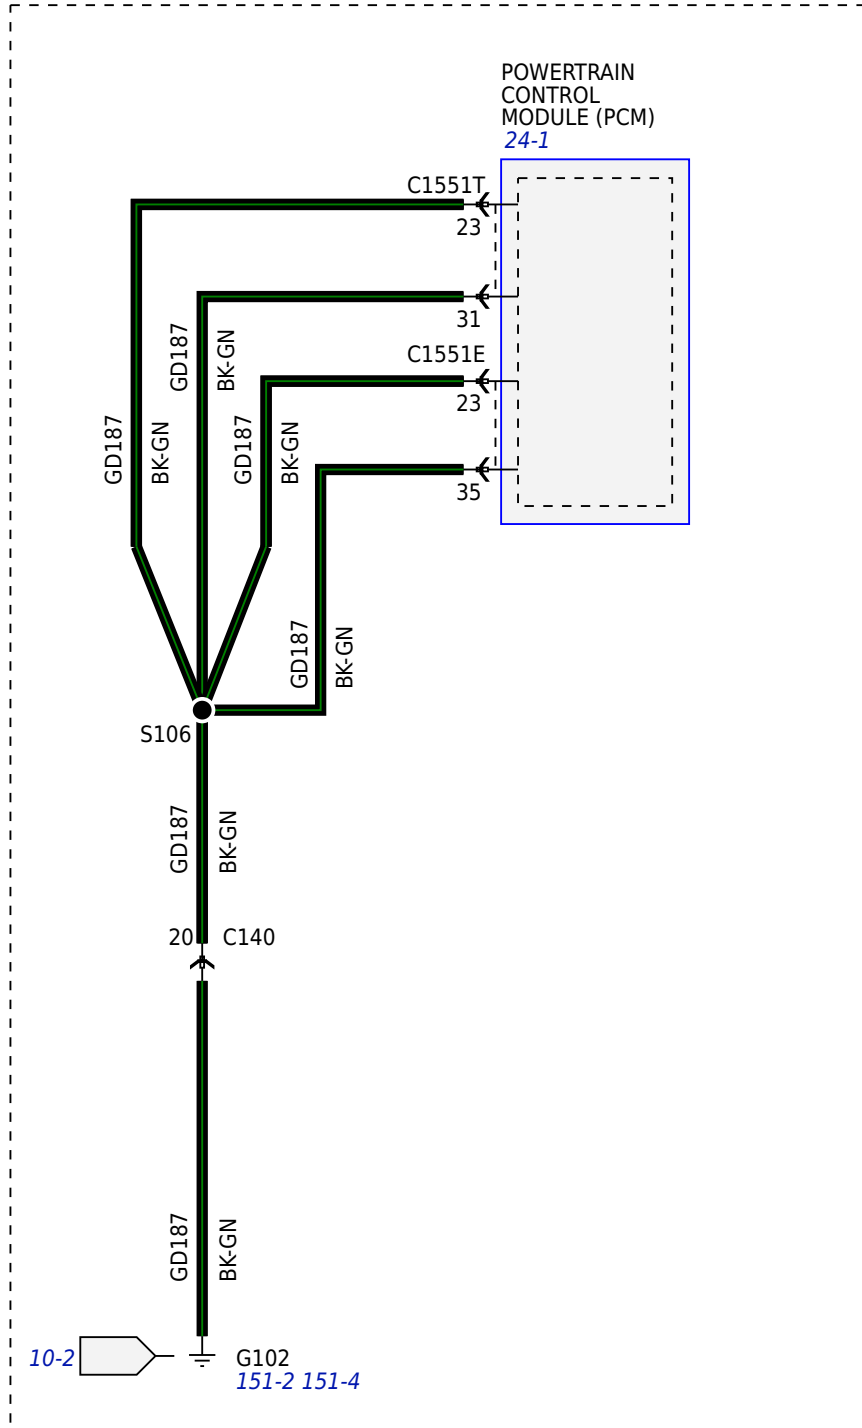 POWERTRAIN
CONTROL
MODULE (PCM)
24-1
C1551T
23
31
GD187
BK-GN
C1551E
23
GD187
BK-GN
GD187
BK-GN
35
GD187
BK-GN
S106
GD187
BK-GN
20
C140
GD187
BK-GN
10-2
G102
151-2 151-4